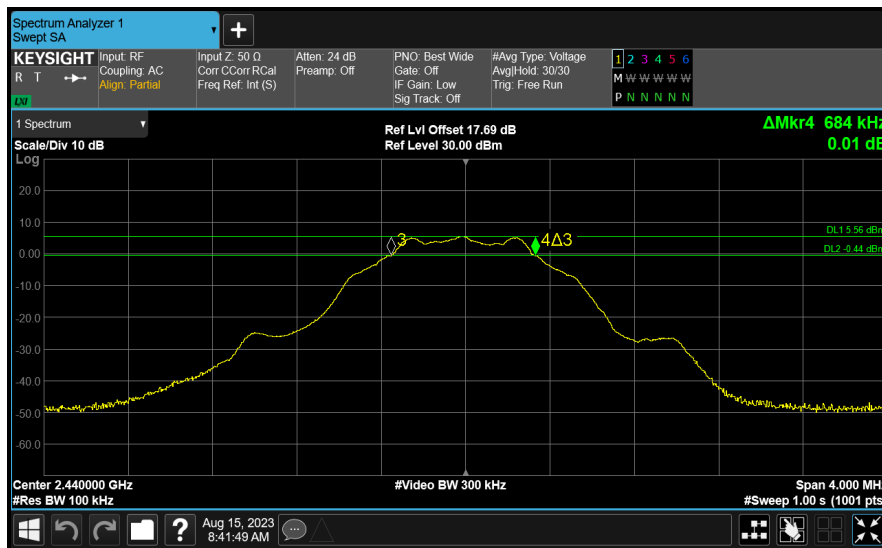 Spectrum Analyzer 1
Swept SA
+
KEYSIGHT
R T
LXI
Input: RF
Coupling: AC
Align: Partial
Input Z: 50 Ω
Corr CCorr RCal
Freq Ref: Int (S)
Atten: 24 dB
Preamp: Off
PNO: Best Wide
Gate: Off
IF Gain: Low
Sig Track: Off
#Avg Type: Voltage
Avg|Hold: 30/30
Trig: Free Run
1 2 3 4 5 6
M W W W W W
P N N N N N
1 Spectrum
Scale/Div 10 dB
Log
Ref Lvl Offset 17.69 dB
Ref Level 30.00 dBm
ΔMkr4 684 kHz
0.01 dB
20.0
10.0
0.00
-10.0
-20.0
-30.0
-40.0
-50.0
-60.0
3
4Δ3
DL1 5.56 dBm
DL2 -0.44 dBm
Center 2.440000 GHz
#Res BW 100 kHz
#Video BW 300 kHz
Span 4.000 MHz
#Sweep 1.00 s (1001 pts)
?
Aug 15, 2023
8:41:49 AM